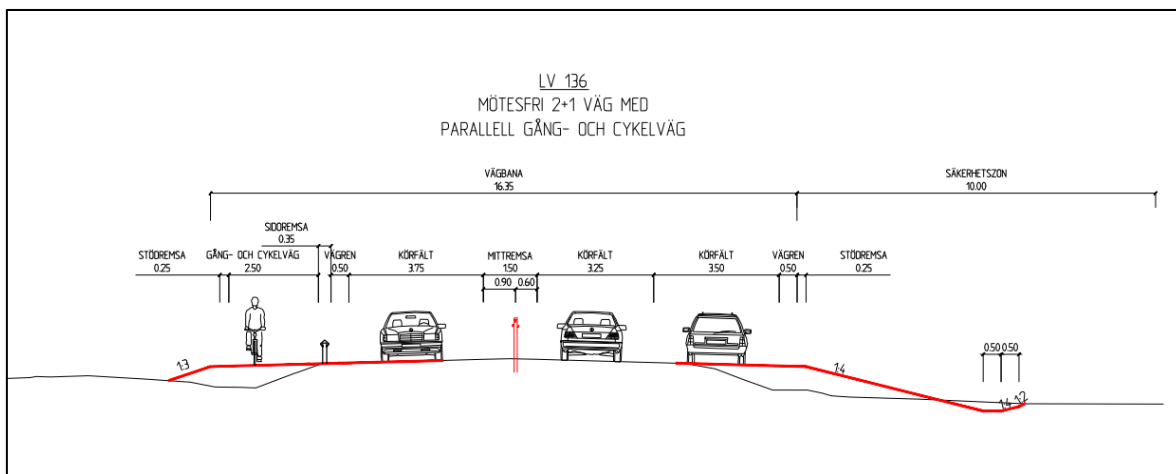 LV 136
MÖTESFRI 2+1 VÄG MED
PARALLELL GÅNG- OCH CYKELVÄG
VÄGBANA
16.35
SÄKERHETSZON
10.00
SIDOREMSA
0.35
STÖDREMSA
0.25
GÅNG- OCH CYKELVÄG
2.50
VÄGREN
0.50
KÖRFÄLT
3.75
MITTREMSA
1.50
0.90 0.60
KÖRFÄLT
3.25
KÖRFÄLT
3.50
VÄGREN
0.50
STÖDREMSA
0.25
1:3
1:4
0.50 0.50
1:4
1:2